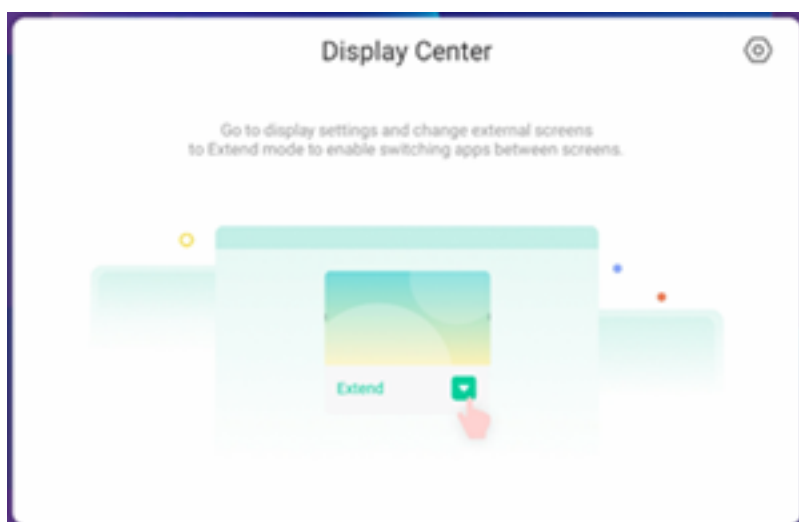 Display Center
Go to display settings and change external screens
to Extend mode to enable switching apps between screens.
Extend